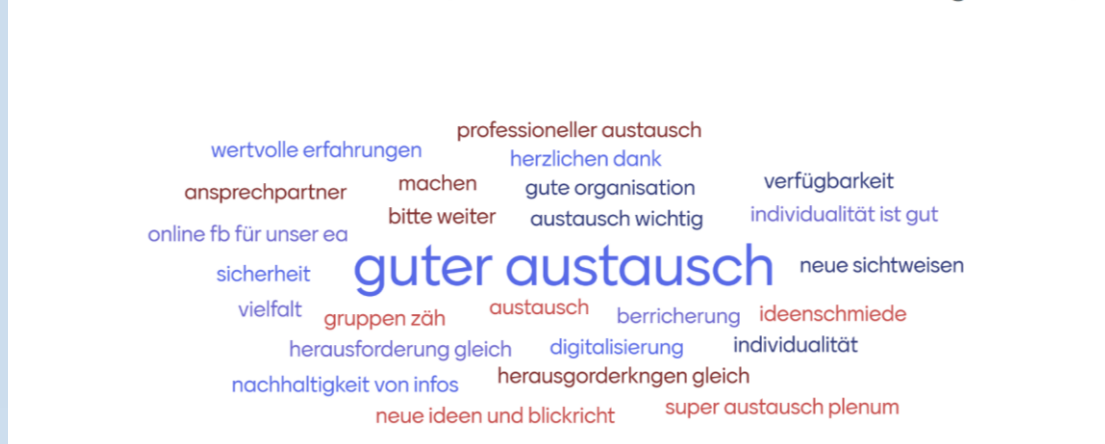 professioneller austausch
wertvolle erfahrungen
herzlichen dank
ansprechpartner
machen
gute organisation
verfügbarkeit
bitte weiter
austausch wichtig
individualität ist gut
online fb für unser ea
guter austausch
neue sichtweisen
sicherheit
vielfalt
gruppen zäh
austausch
berricherung
ideenschmiede
herausforderung gleich
digitalisierung
individualität
nachhaltigkeit von infos
herausgorderkngen gleich
neue ideen und blickricht
super austausch plenum